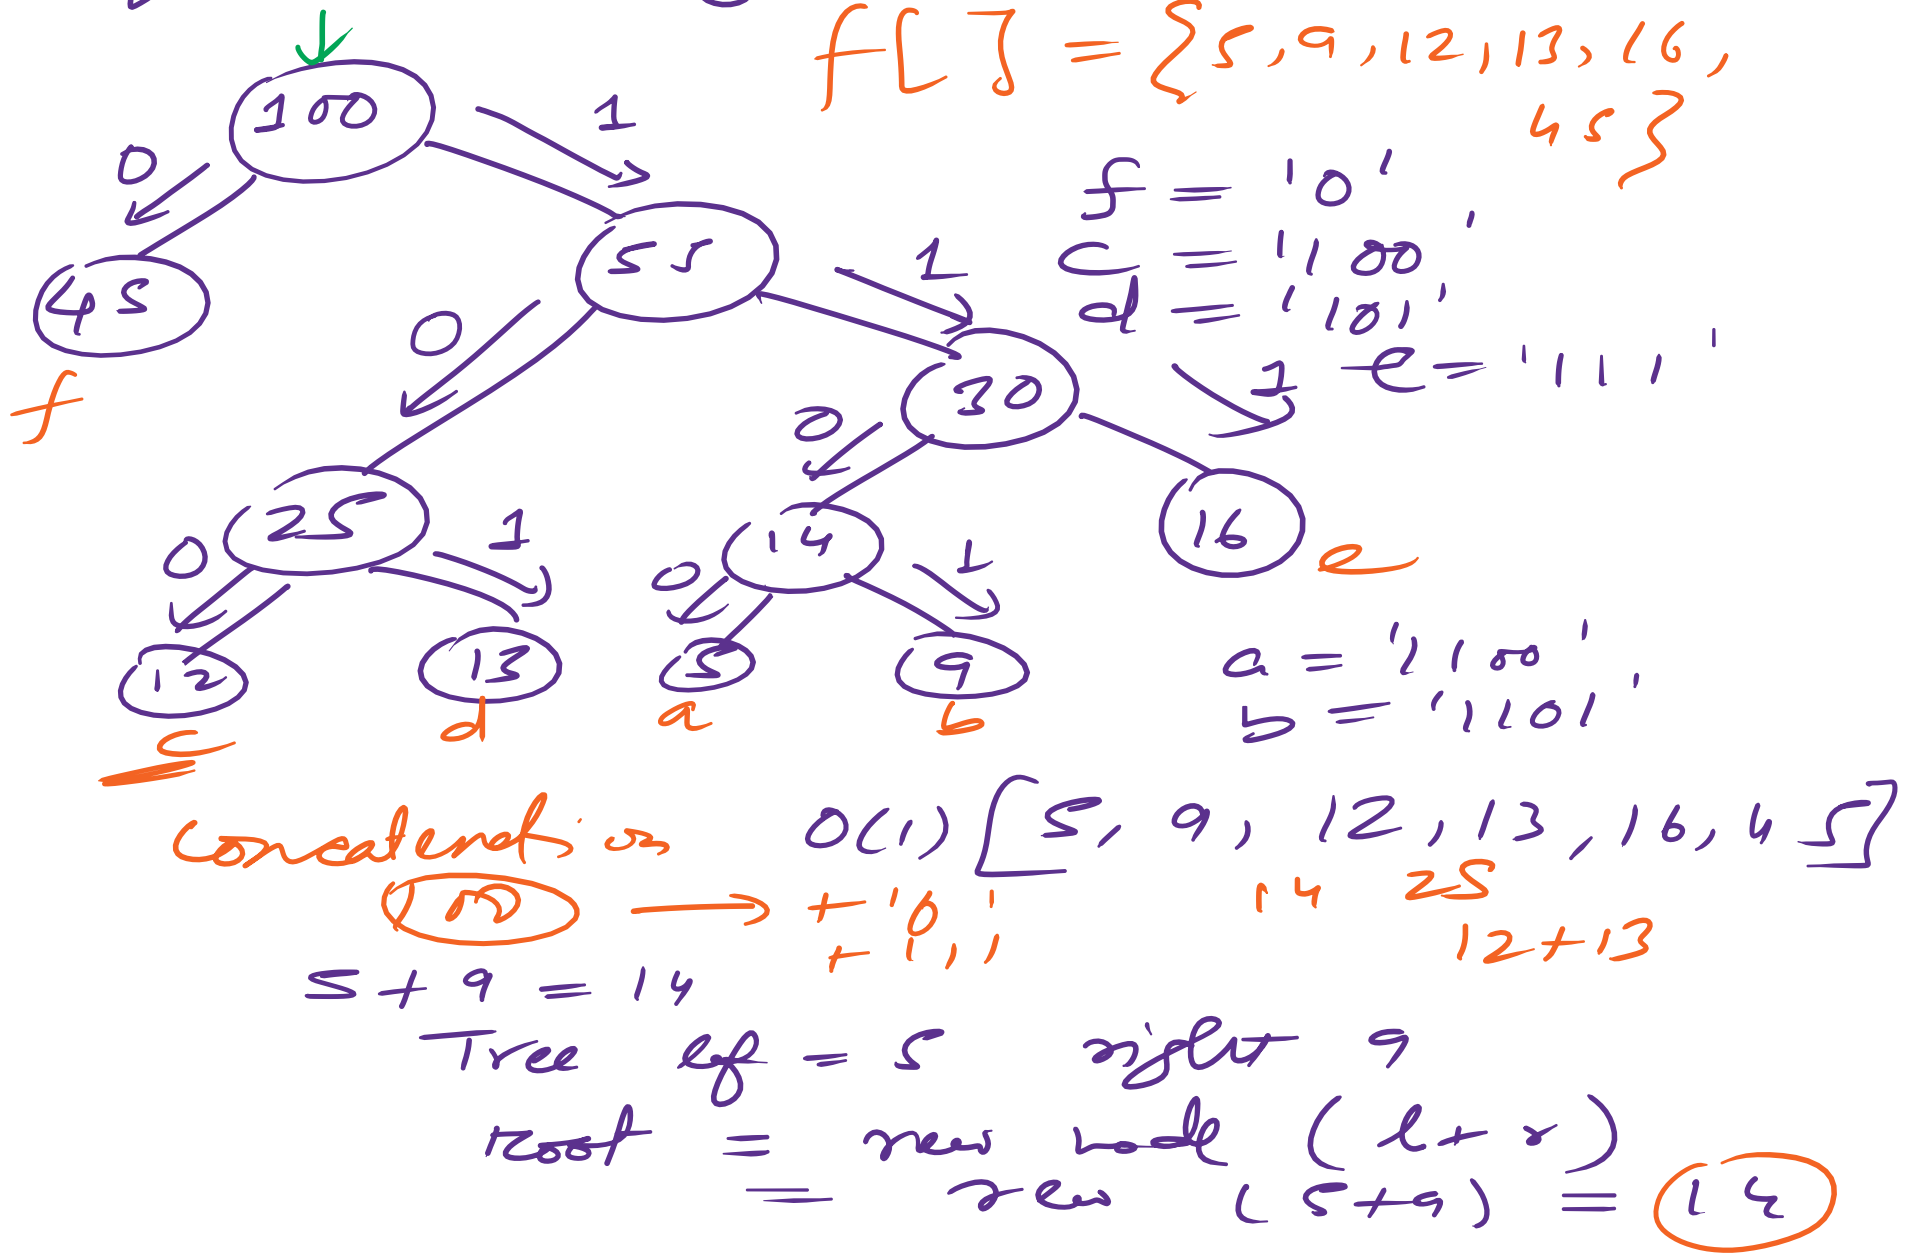 f[] = {5, 9, 12, 13, 16,
45}
100
0
1
f = '0'
55
c = '100'
45
0
1
d = '101'
f
30
1
e = '111'
0
25
14
16
e
0
1
0
1
12
13
5
9
a = '1100'
c
d
a
b
b = '1101'
concatenation
O(1) [5, 9, 12, 13, 16, 45]
100 → + '0'
14 25
+ '1'
12+13
5 + 9 = 14
Tree lef = 5 right 9
root = new node (l + r)
= new (5+9) = 14